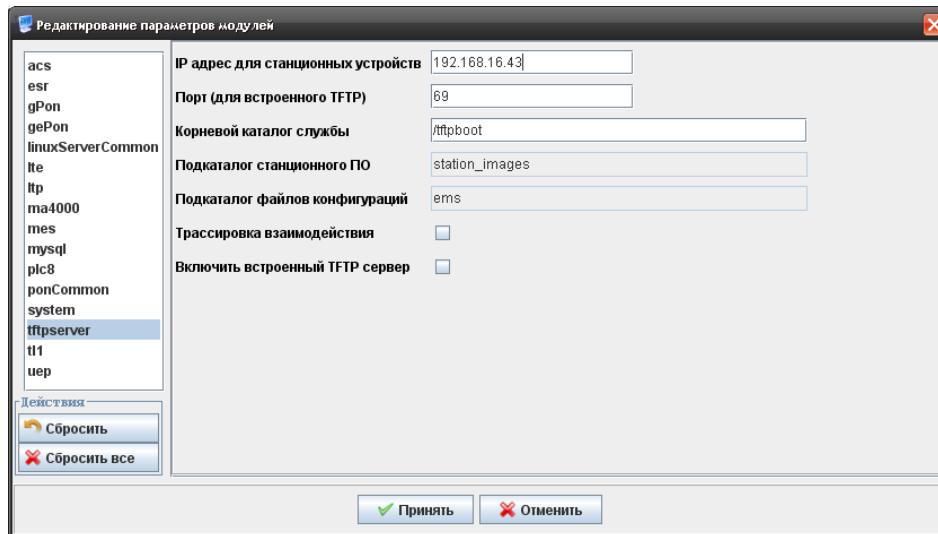 Редактирование параметров модулей
acs
esr
gPon
gePon
linuxServerCommon
lte
ltp
ma4000
mes
mysql
plc8
ponCommon
system
tftpserver
tl1
uep
Действия
Сбросить
Сбросить все
IP адрес для станционных устройств 192.168.16.43
Порт (для встроенного TFTP) 69
Корневой каталог службы /tftpboot
Подкаталог станционного ПО station_images
Подкаталог файлов конфигураций ems
Трассировка взаимодействия
Включить встроенный TFTP сервер
Принять Отменить